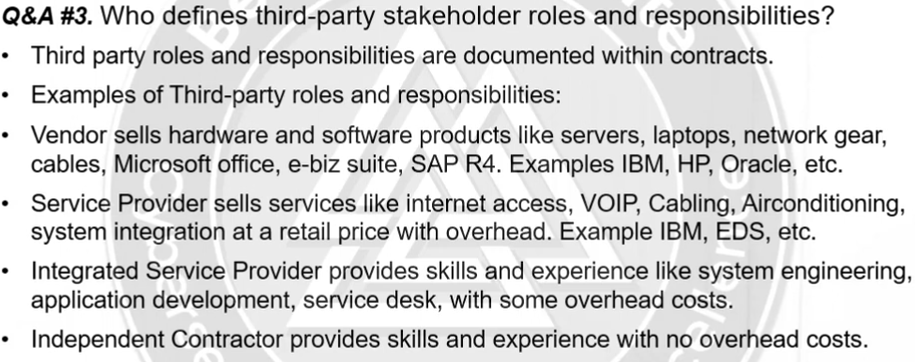 Q&A #3. Who defines third-party stakeholder roles and responsibilities?
• Third party roles and responsibilities are documented within contracts.
• Examples of Third-party roles and responsibilities:
• Vendor sells hardware and software products like servers, laptops, network gear,
cables, Microsoft office, e-biz suite, SAP R4. Examples IBM, HP, Oracle, etc.
• Service Provider sells services like internet access, VOIP, Cabling, Airconditioning,
system integration at a retail price with overhead. Example IBM, EDS, etc.
• Integrated Service Provider provides skills and experience like system engineering,
application development, service desk, with some overhead costs.
• Independent Contractor provides skills and experience with no overhead costs.